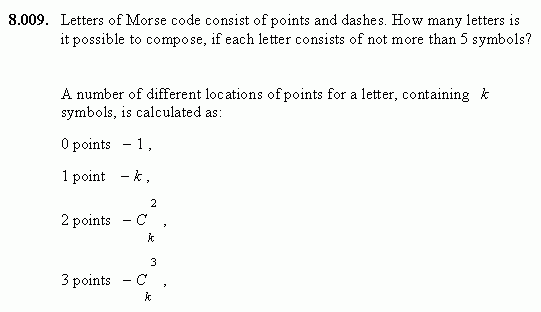 8.009. Letters of Morse code consist of points and dashes. How many letters is
it possible to compose, if each letter consists of not more than 5 symbols?
A number of different locations of points for a letter, containing k
symbols, is calculated as:
0 points – 1 ,
1 point – k ,
2 points – C_k^2 ,
3 points – C_k^3 ,